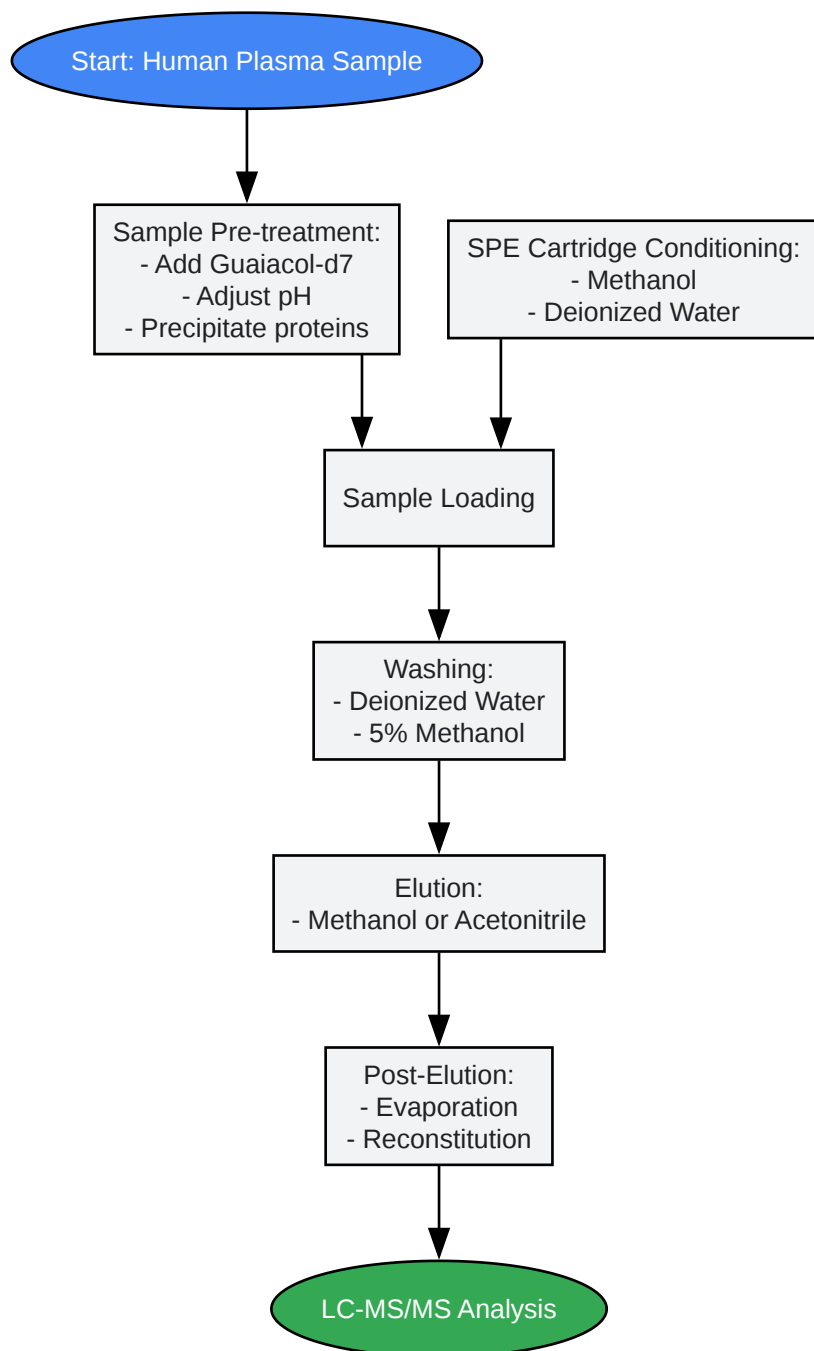 Start: Human Plasma Sample
Sample Pre-treatment:
- Add Guaiacol-d7
- Adjust pH
- Precipitate proteins
SPE Cartridge Conditioning:
- Methanol
- Deionized Water
Sample Loading
Washing:
- Deionized Water
- 5% Methanol
Elution:
- Methanol or Acetonitrile
Post-Elution:
- Evaporation
- Reconstitution
LC-MS/MS Analysis